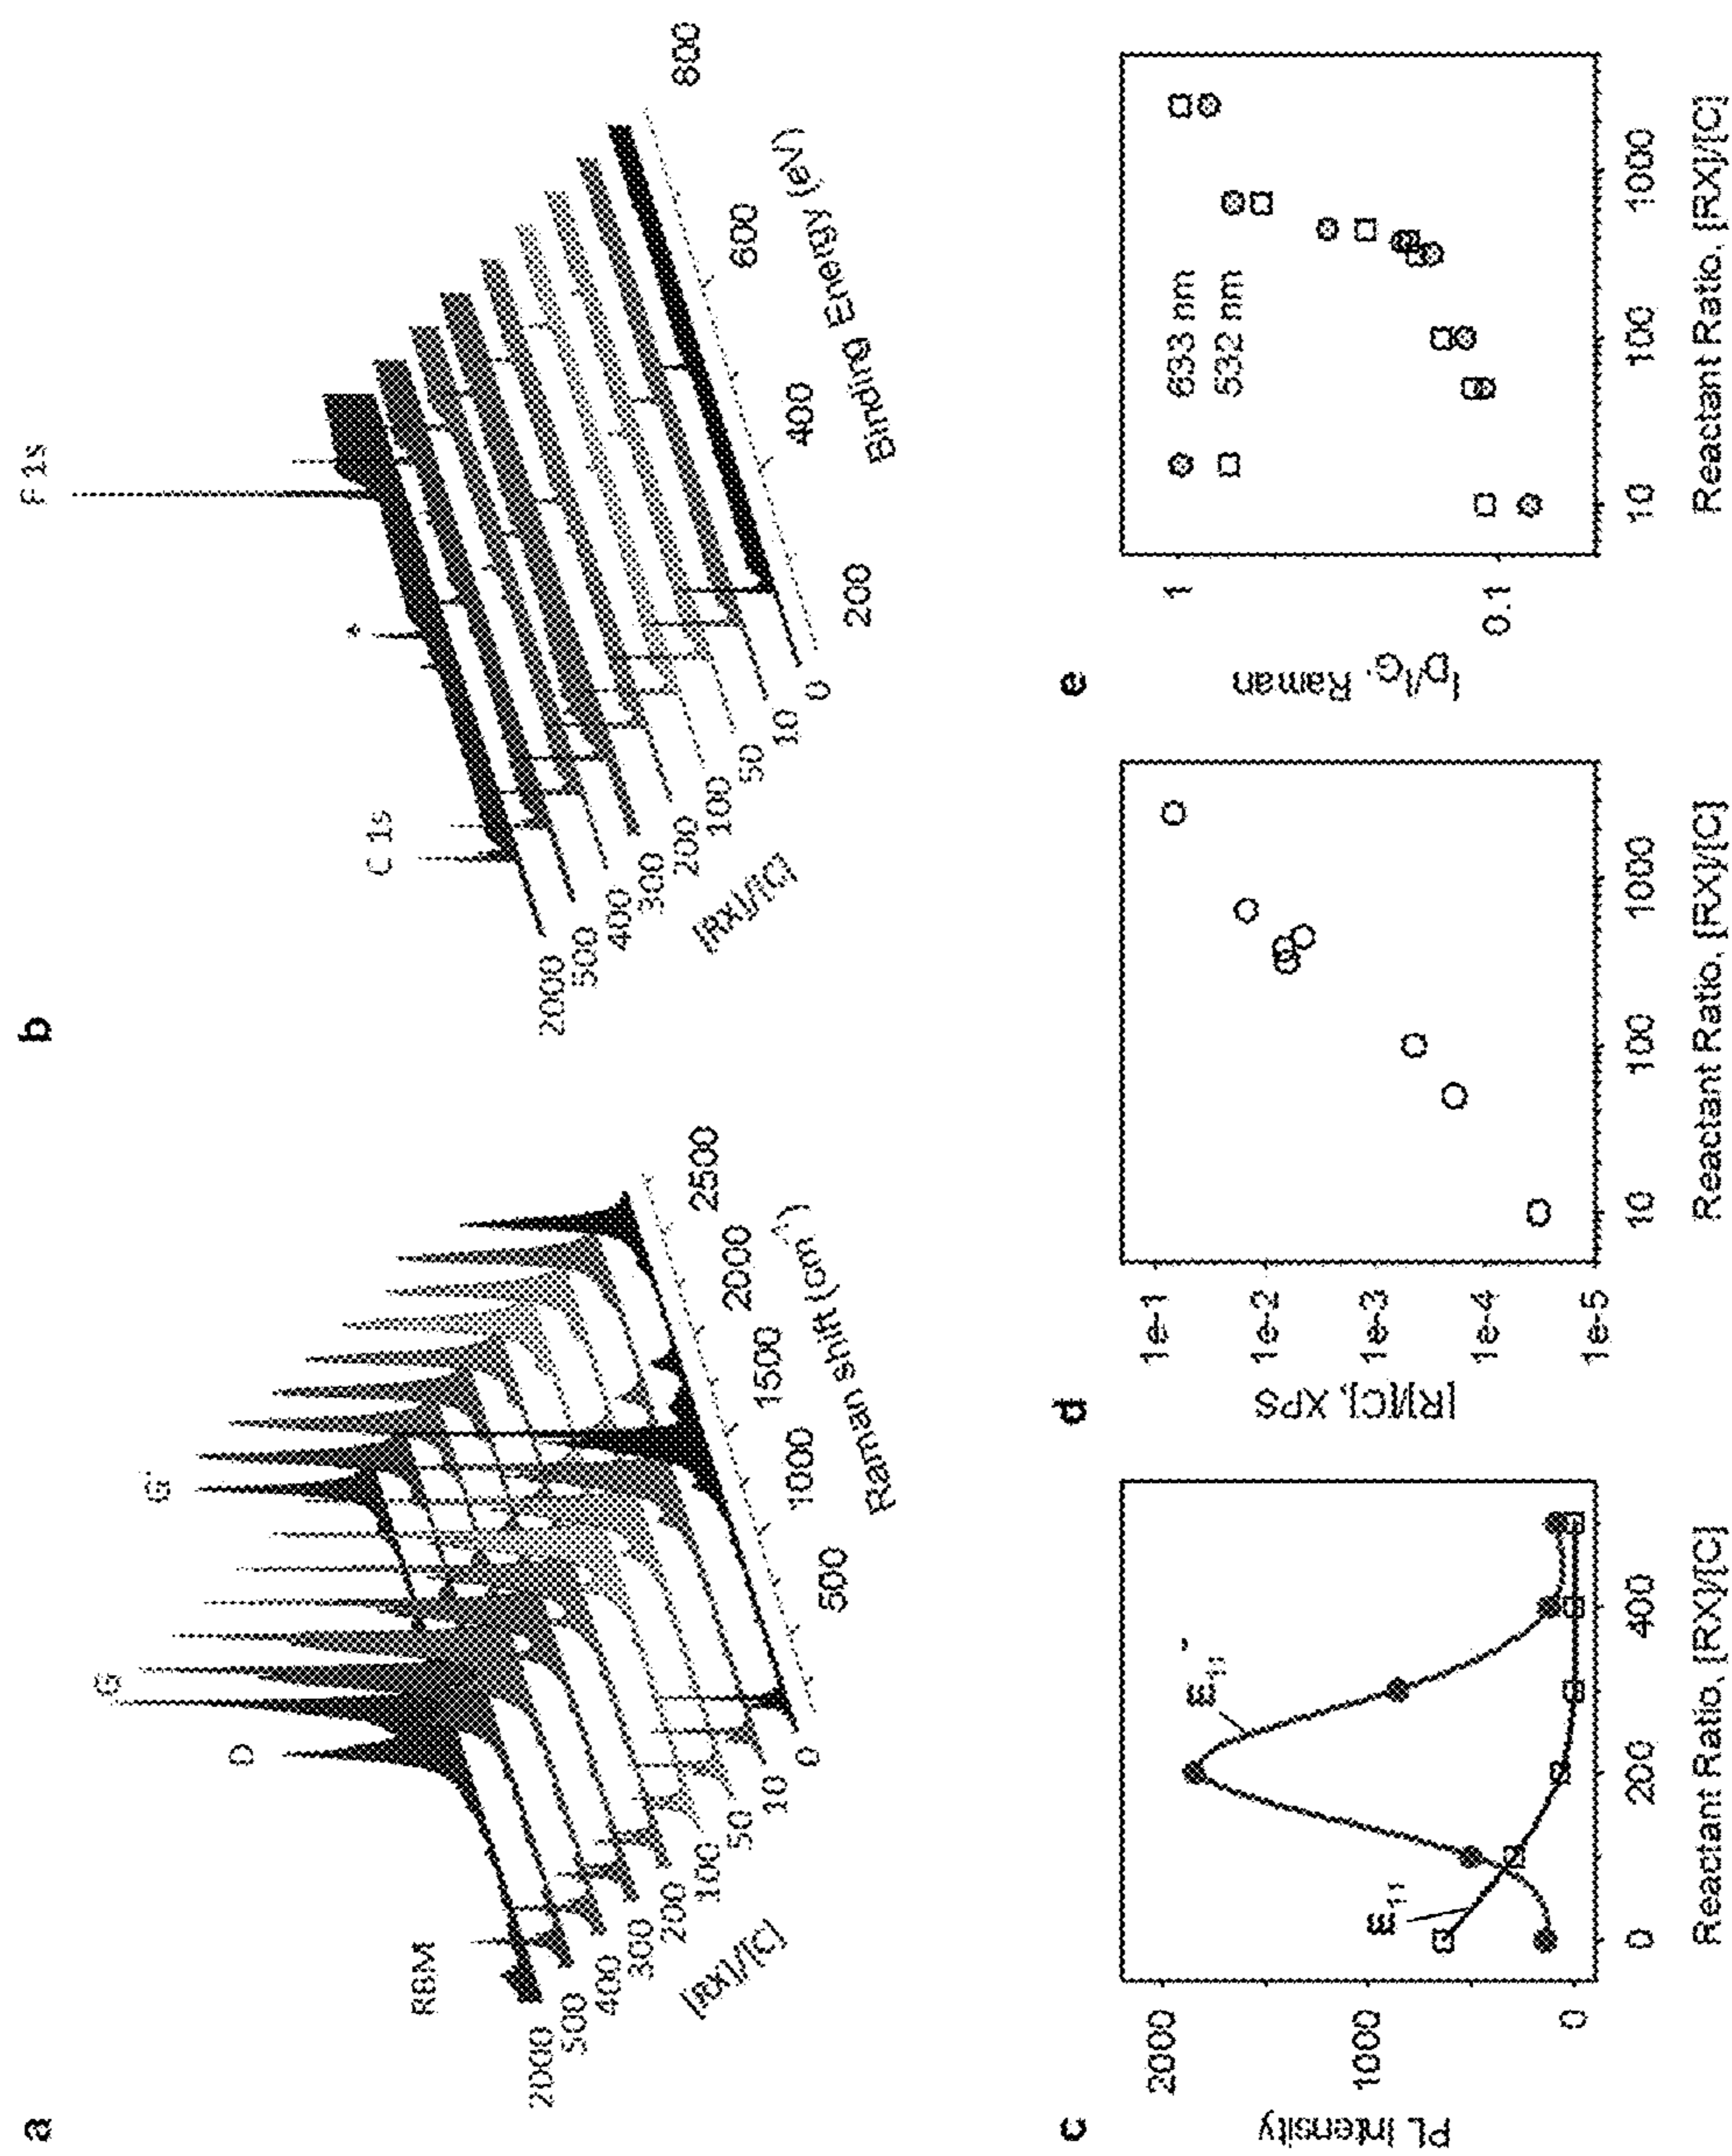 a
RBM
D
G
G'
2000
500
400
300
200
100
50
10
0
[RX]/[C]
500
1000
1500
2000
2500
Raman shift (cm⁻¹)
b
C 1s
*
F 1s
2000
500
400
300
200
100
50
10
0
[RX]/[C]
200
400
600
800
Binding Energy (eV)
c
PL Intensity
2000
1000
0
E₁₁
E₁₁⁻
0
200
400
Reactant Ratio, [RX]/[C]
d
[R]/[C], XPS
1e-1
1e-2
1e-3
1e-4
1e-5
10
100
1000
Reactant Ratio, [RX]/[C]
e
I_D/I_G, Raman
1
0.1
633 nm
532 nm
10
100
1000
Reactant Ratio, [RX]/[C]